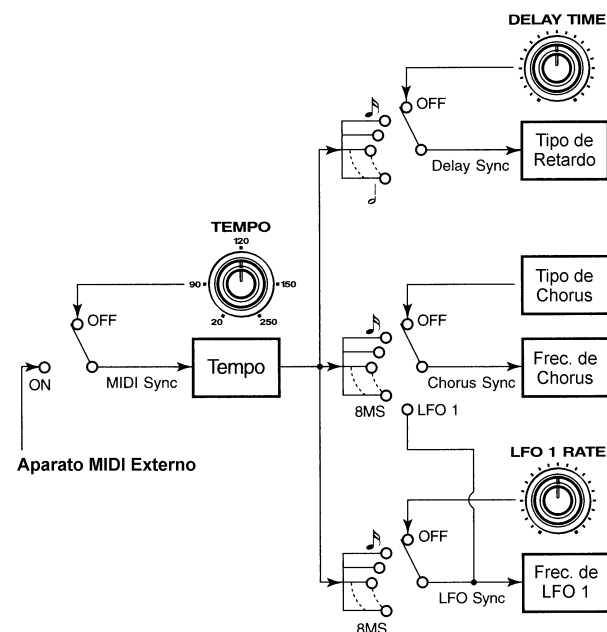 DELAY TIME
OFF
Tipo de
Retardo
Delay Sync
TEMPO
120
90
150
20
250
OFF
ON
MIDI Sync
Tempo
Aparato MIDI Externo
Tipo de
Chorus
OFF
Frec. de
Chorus
Chorus Sync
8MS
LFO 1
LFO 1 RATE
OFF
Frec. de
LFO 1
LFO Sync
8MS